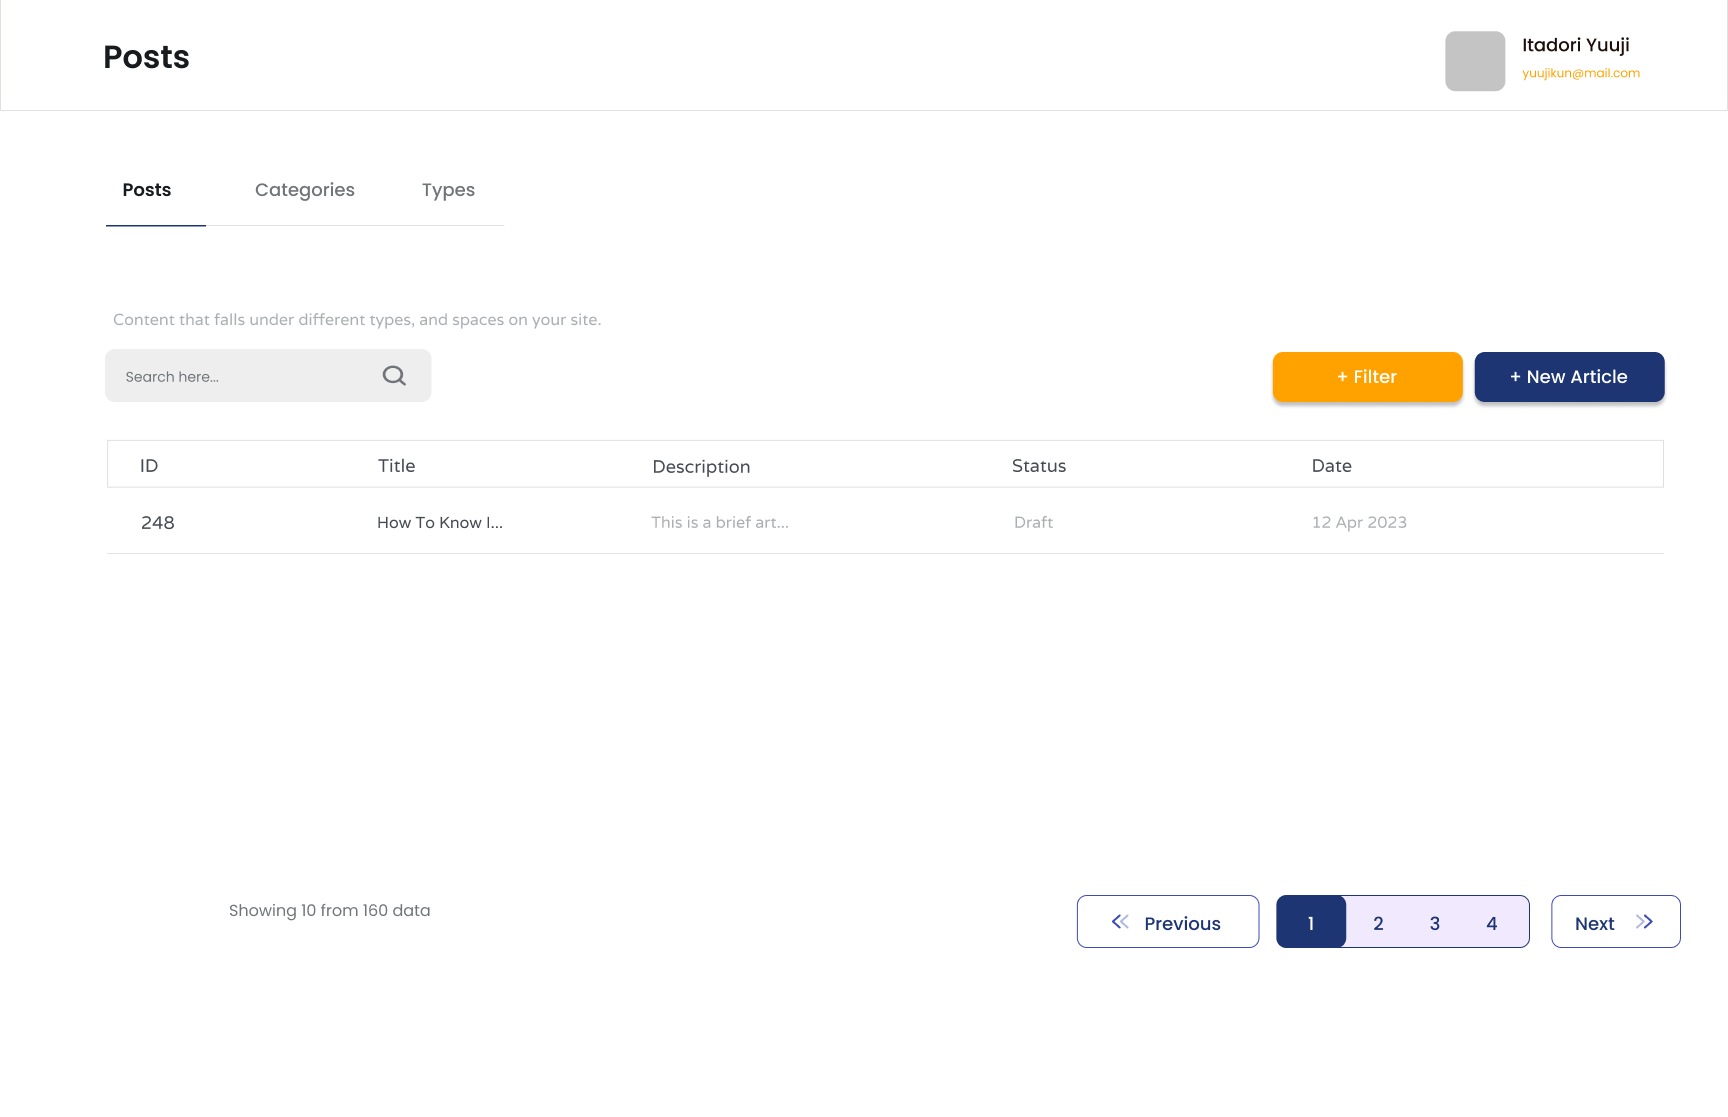 Posts
Itadori Yuuji
yuujikun@mail.com
Posts Categories Types
Content that falls under different types, and spaces on your site.
Search here...
+ Filter
+ New Article
ID Title Description Status Date
248 How To Know I... This is a brief art... Draft 12 Apr 2023
Showing 10 from 160 data
Previous 1 2 3 4 Next